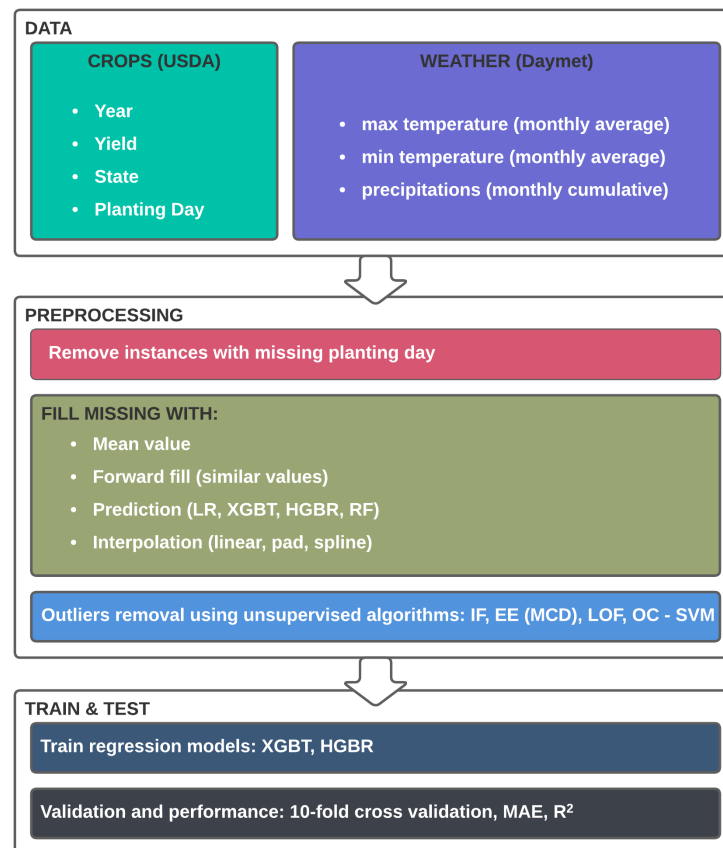 DATA
CROPS (USDA)
• Year
• Yield
• State
• Planting Day
WEATHER (Daymet)
• max temperature (monthly average)
• min temperature (monthly average)
• precipitations (monthly cumulative)
PREPROCESSING
Remove instances with missing planting day
FILL MISSING WITH:
• Mean value
• Forward fill (similar values)
• Prediction (LR, XGBT, HGBR, RF)
• Interpolation (linear, pad, spline)
Outliers removal using unsupervised algorithms: IF, EE (MCD), LOF, OC - SVM
TRAIN & TEST
Train regression models: XGBT, HGBR
Validation and performance: 10-fold cross validation, MAE, R²